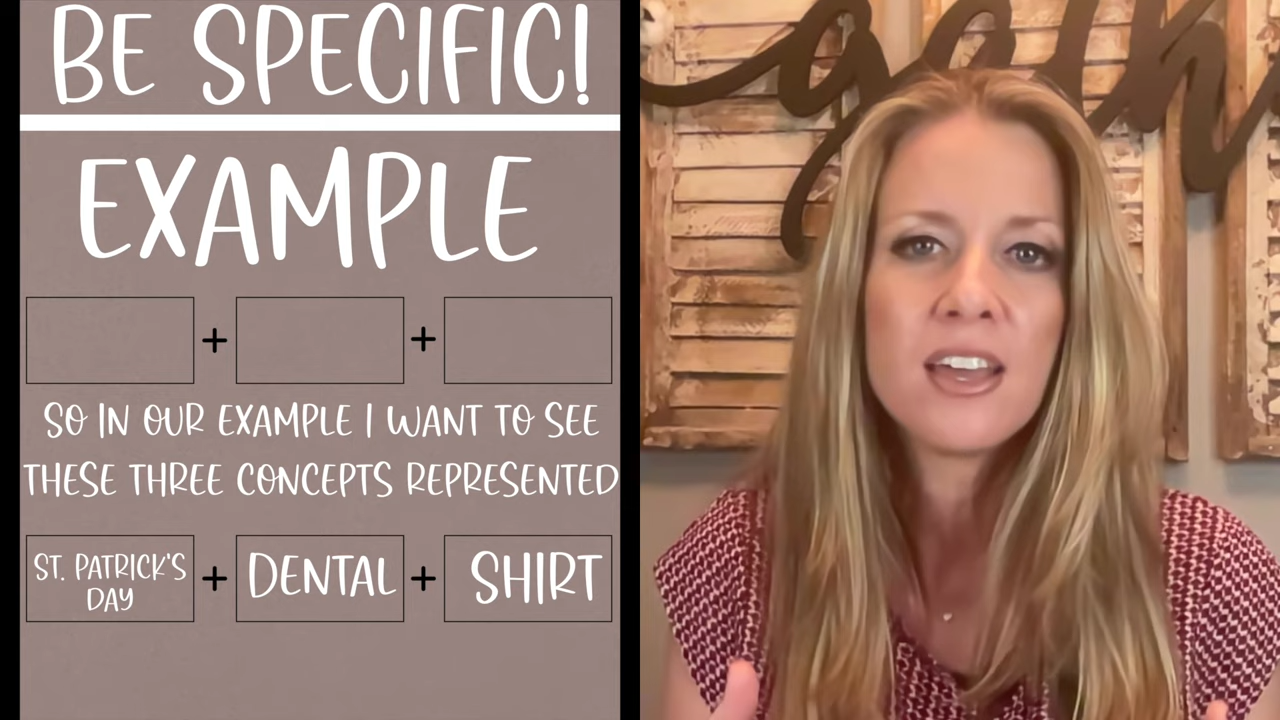 BE SPECIFIC!
EXAMPLE
+ +
SO IN OUR EXAMPLE I WANT TO SEE
THESE THREE CONCEPTS REPRESENTED
ST. PATRICK'S DAY + DENTAL + SHIRT
gath